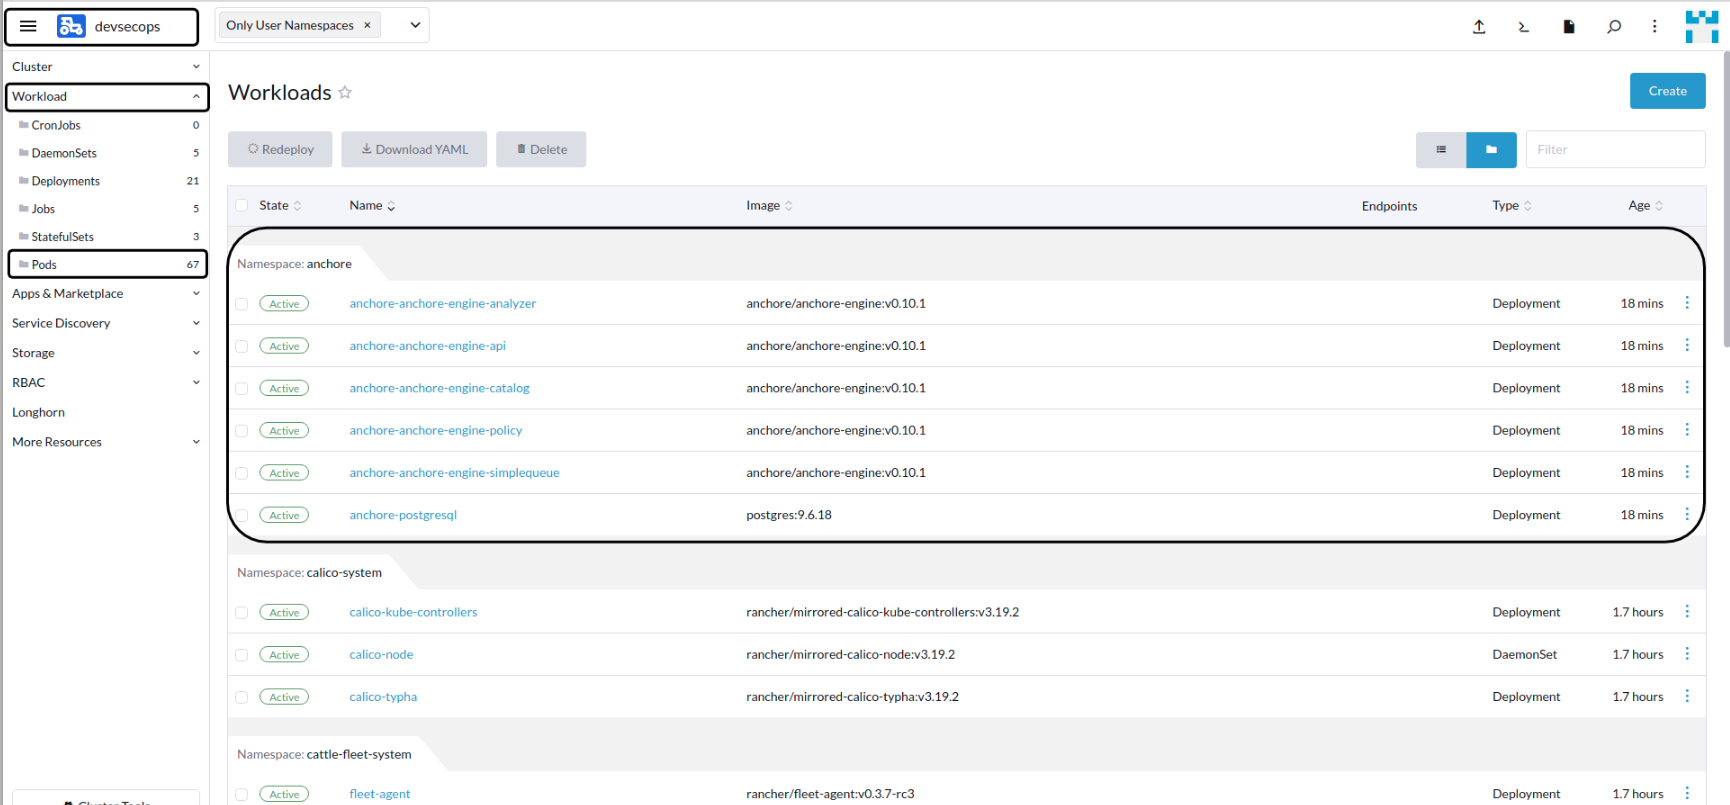 devsecops
Only User Namespaces ×
Cluster
Workload
CronJobs 0
DaemonSets 5
Deployments 21
Jobs 5
StatefulSets 3
Pods 67
Apps & Marketplace
Service Discovery
Storage
RBAC
Longhorn
More Resources
Cluster Tools
Workloads
Create
Redeploy Download YAML Delete
Filter
State Name Image Endpoints Type Age
Namespace: anchore
Active anchore-anchore-engine-analyzer anchore/anchore-engine:v0.10.1 Deployment 18 mins
Active anchore-anchore-engine-api anchore/anchore-engine:v0.10.1 Deployment 18 mins
Active anchore-anchore-engine-catalog anchore/anchore-engine:v0.10.1 Deployment 18 mins
Active anchore-anchore-engine-policy anchore/anchore-engine:v0.10.1 Deployment 18 mins
Active anchore-anchore-engine-simplequeue anchore/anchore-engine:v0.10.1 Deployment 18 mins
Active anchore-postgresql postgres:9.6.18 Deployment 18 mins
Namespace: calico-system
Active calico-kube-controllers rancher/mirrored-calico-kube-controllers:v3.19.2 Deployment 1.7 hours
Active calico-node rancher/mirrored-calico-node:v3.19.2 DaemonSet 1.7 hours
Active calico-typha rancher/mirrored-calico-typha:v3.19.2 Deployment 1.7 hours
Namespace: cattle-fleet-system
Active fleet-agent rancher/fleet-agent:v0.3.7-rc3 Deployment 1.7 hours